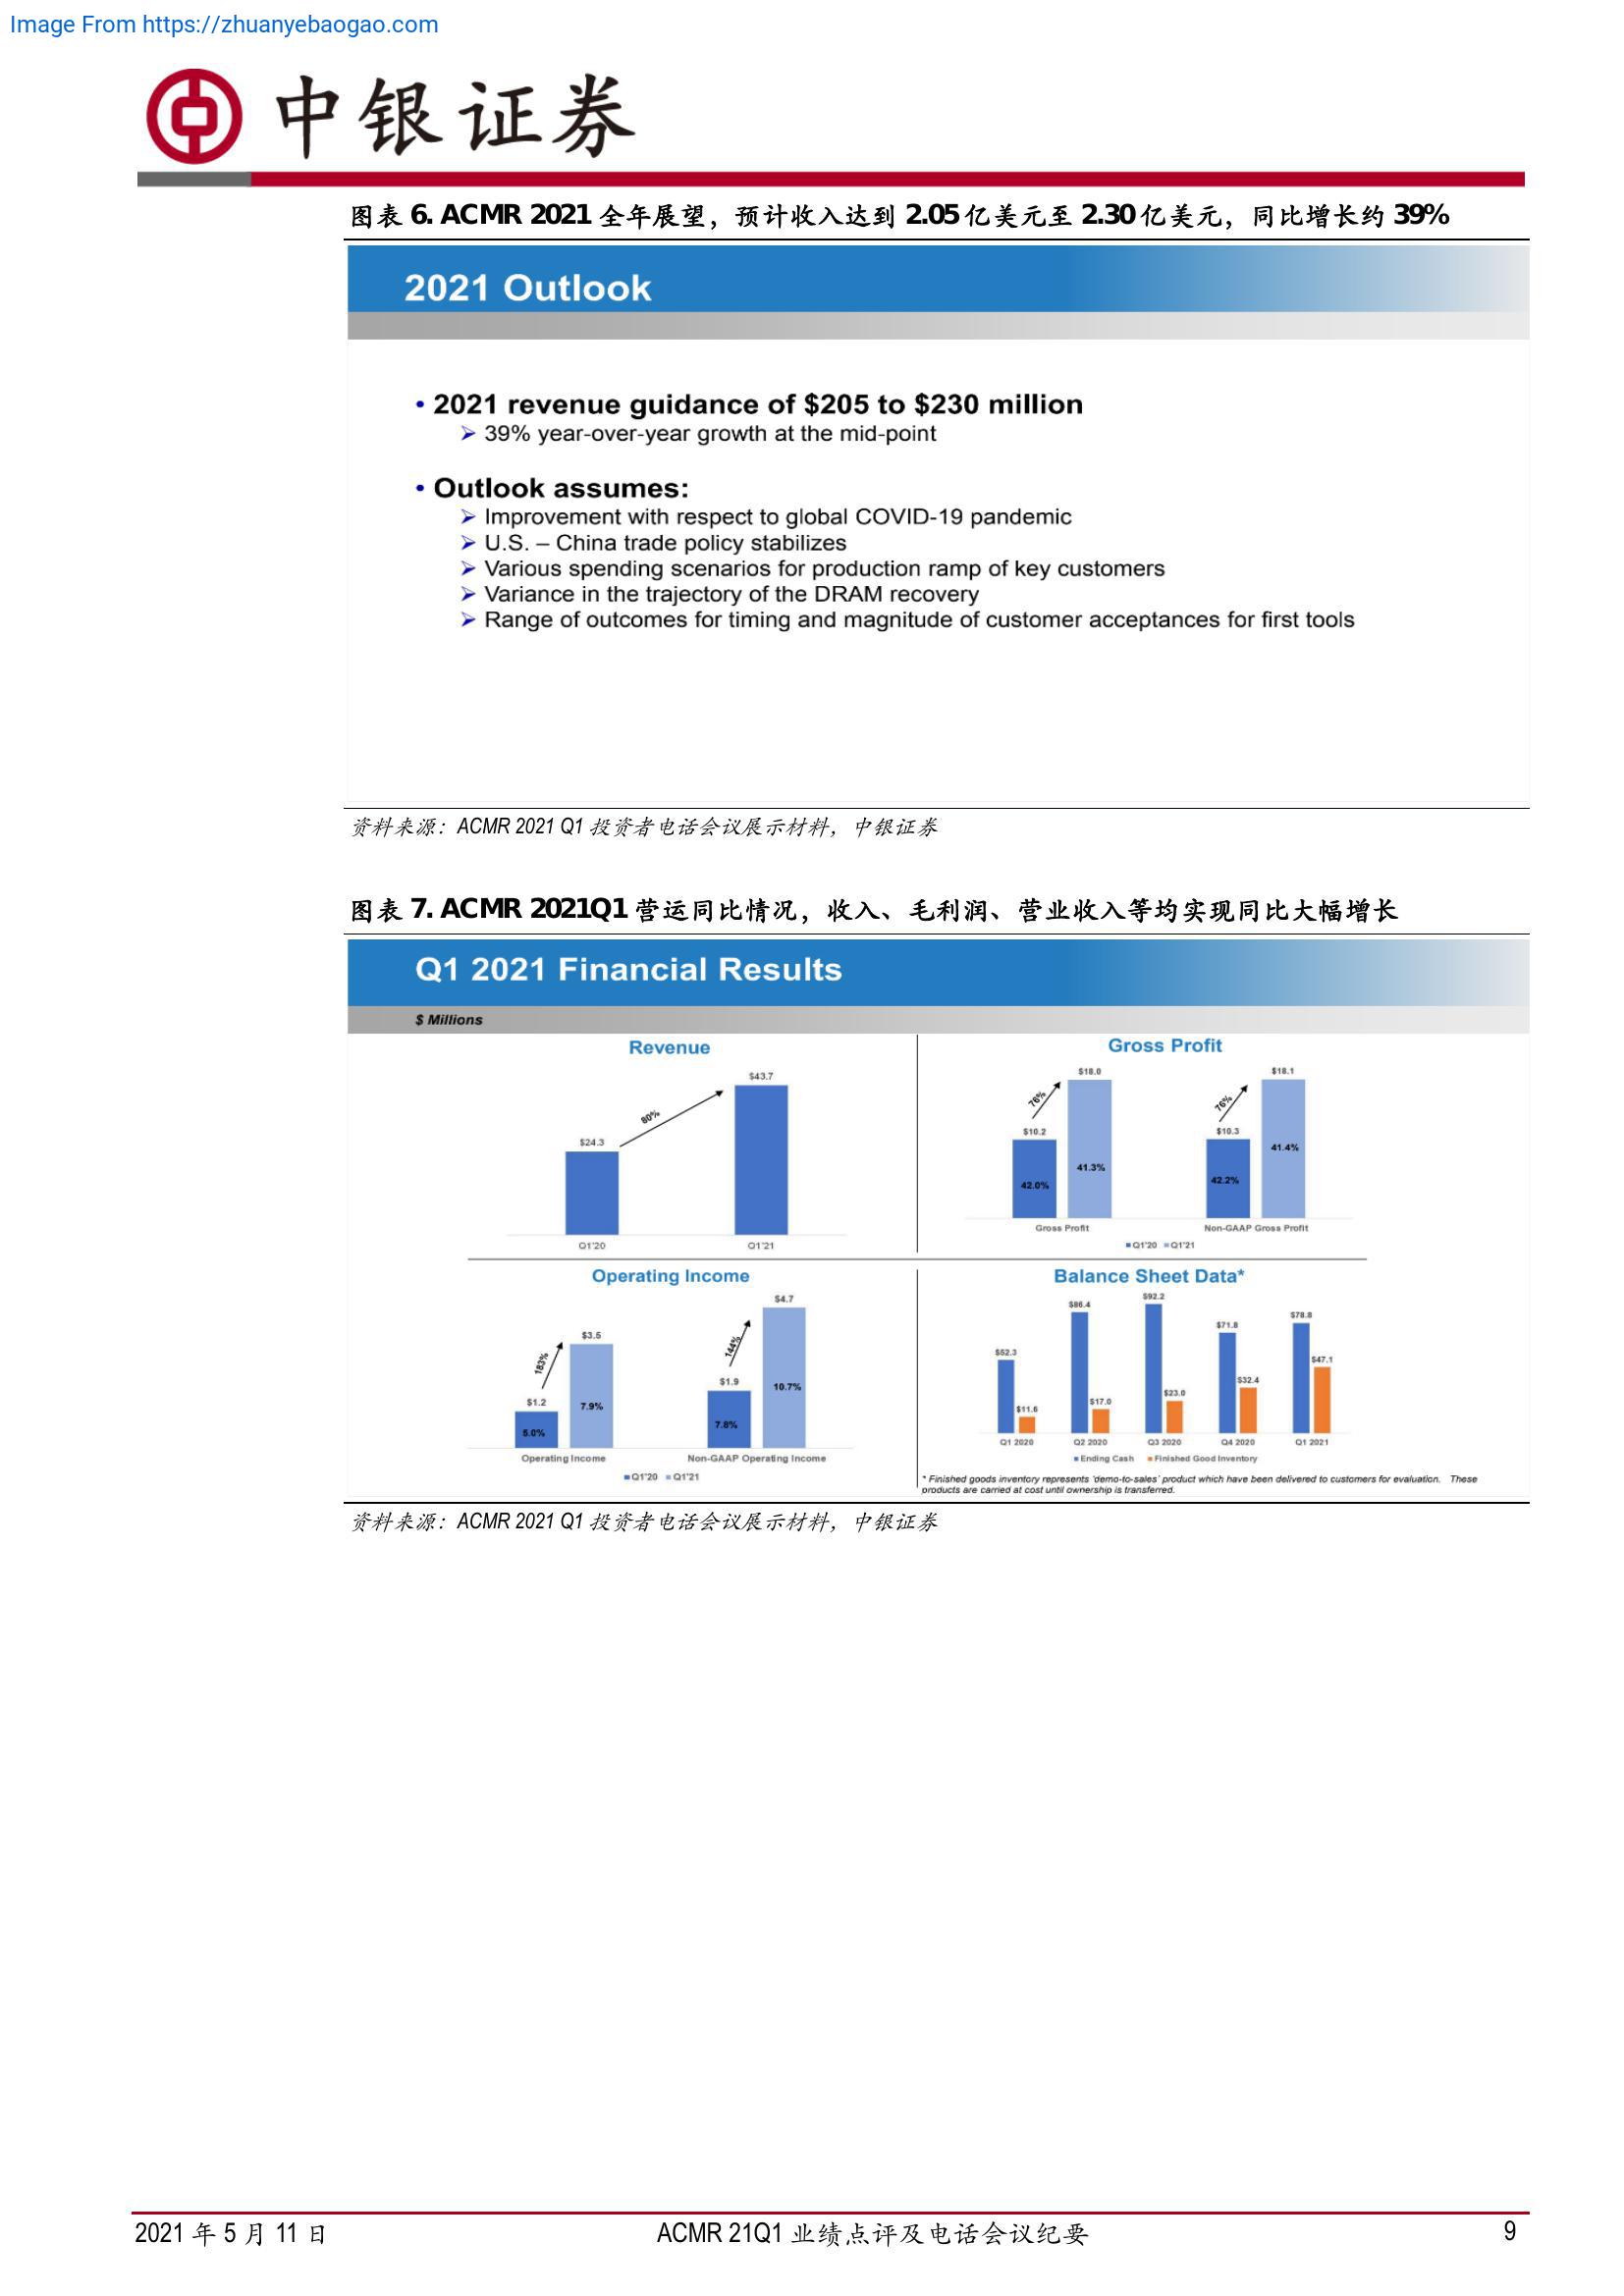 Image From https://zhuanyebaogao.com
中银证券
图表 6. ACMR 2021 全年展望，预计收入达到 2.05 亿美元至 2.30 亿美元，同比增长约 39%
2021 Outlook
• 2021 revenue guidance of $205 to $230 million
➢ 39% year-over-year growth at the mid-point
• Outlook assumes:
➢ Improvement with respect to global COVID-19 pandemic
➢ U.S. – China trade policy stabilizes
➢ Various spending scenarios for production ramp of key customers
➢ Variance in the trajectory of the DRAM recovery
➢ Range of outcomes for timing and magnitude of customer acceptances for first tools
资料来源：ACMR 2021 Q1 投资者电话会议展示材料，中银证券
图表 7. ACMR 2021Q1 营运同比情况，收入、毛利润、营业收入等均实现同比大幅增长
Q1 2021 Financial Results
$ Millions
Revenue
$43.7
80%
$24.3
Q1'20 Q1'21
Gross Profit
$18.0 $18.1
76% 76%
$10.2 $10.3
41.3% 41.4%
42.0% 42.2%
Gross Profit Non-GAAP Gross Profit
Q1'20 Q1'21
Operating Income
$4.7
$3.5
183% 144%
$1.2 $1.9
7.9% 10.7%
5.0% 7.8%
Operating Income Non-GAAP Operating Income
Q1'20 Q1'21
Balance Sheet Data*
$52.3 $86.4 $92.2 $71.8 $78.8
$11.6 $17.0 $23.0 $32.4 $47.1
Q1 2020 Q2 2020 Q3 2020 Q4 2020 Q1 2021
Ending Cash Finished Good Inventory
* Finished goods inventory represents 'demo-to-sales' product which have been delivered to customers for evaluation. These
products are carried at cost until ownership is transferred.
资料来源：ACMR 2021 Q1 投资者电话会议展示材料，中银证券
2021 年 5 月 11 日 ACMR 21Q1 业绩点评及电话会议纪要 9